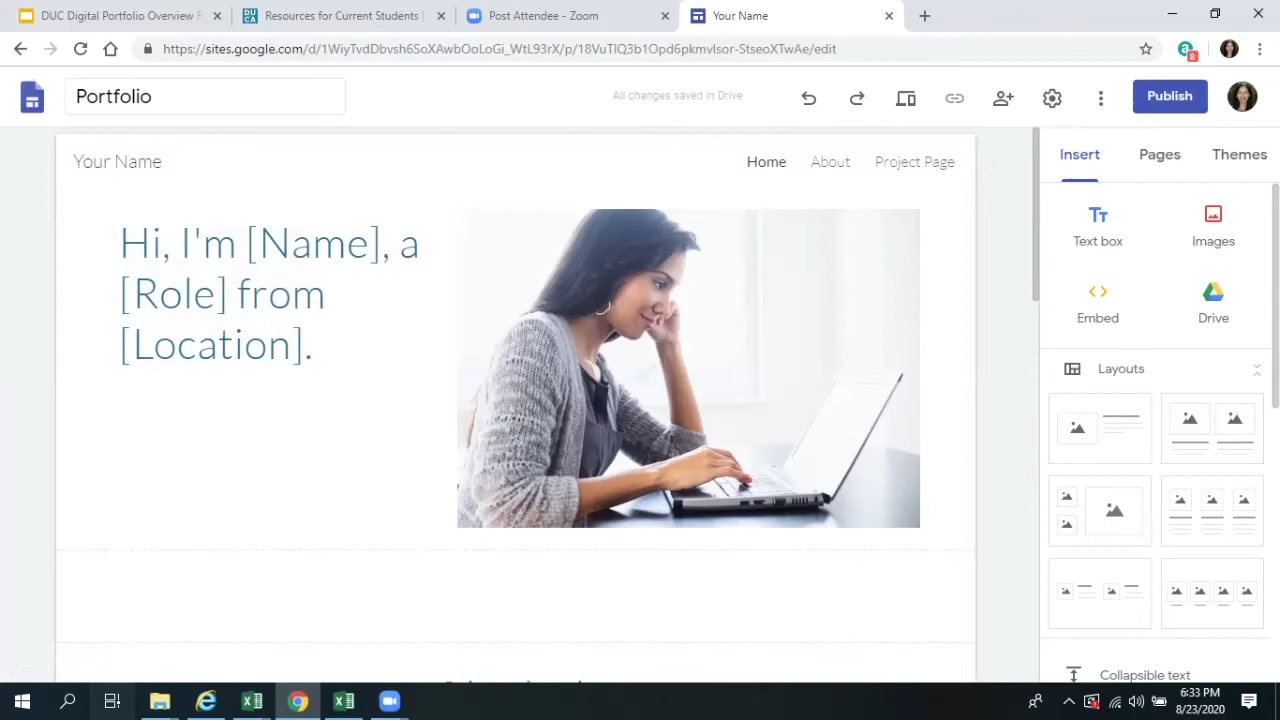 DUC Digital Portfolio Overview
Resources for Current Students |
Post Attendee - Zoom
Your Name
https://sites.google.com/d/1WiyTvdDbvsh6SoXAwbOoLoGi_WtL93rX/p/18VuTlQ3b1Opd6pkmvlsor-StseoXTwAe/edit
8
Portfolio
All changes saved in Drive
Publish
Your Name
Home
About
Project Page
Insert
Pages
Themes
Hi, I'm [Name], a
[Role] from
[Location].
Tт
Text box
Images
Embed
Drive
Layouts
Collapsible text
6:33 PM
8/23/2020